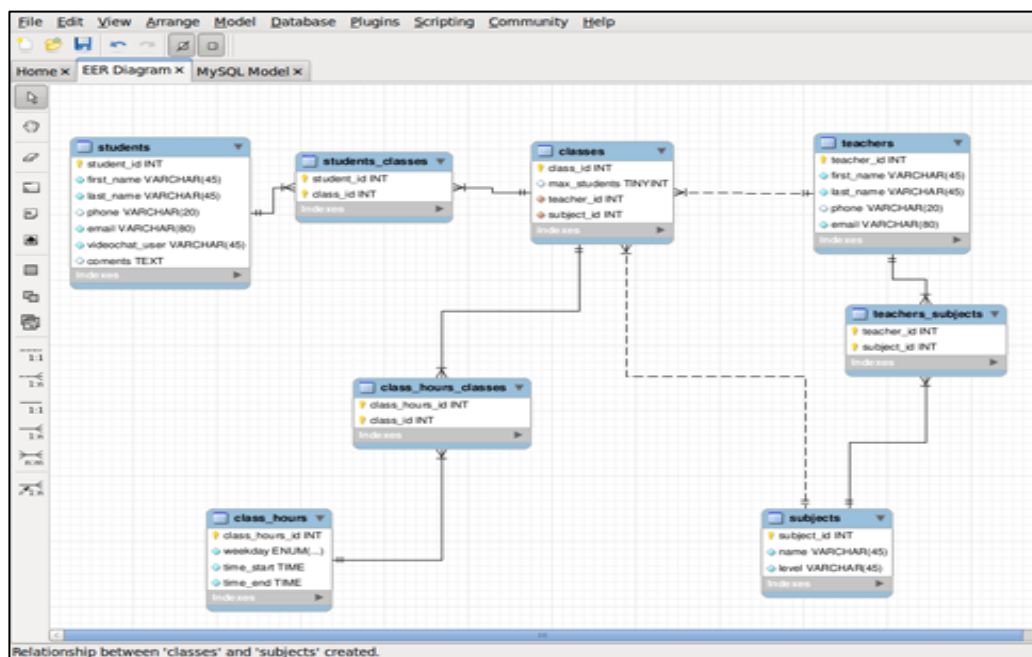 File Edit View Arrange Model Database Plugins Scripting Community Help
Home × EER Diagram × MySQL Model ×
students
student_id INT
first_name VARCHAR(45)
last_name VARCHAR(45)
phone VARCHAR(20)
email VARCHAR(80)
videochat_user VARCHAR(45)
coments TEXT
Indexes
students_classes
student_id INT
class_id INT
Indexes
classes
class_id INT
max_students TINYINT
teacher_id INT
subject_id INT
Indexes
teachers
teacher_id INT
first_name VARCHAR(45)
last_name VARCHAR(45)
phone VARCHAR(20)
email VARCHAR(80)
Indexes
teachers_subjects
teacher_id INT
subject_id INT
Indexes
class_hours_classes
class_hours_id INT
class_id INT
Indexes
class_hours
class_hours_id INT
weekday ENUM(...)
time_start TIME
time_end TIME
Indexes
subjects
subject_id INT
name VARCHAR(45)
level VARCHAR(45)
Indexes
1:1
1:1
Relationship between 'classes' and 'subjects' created.